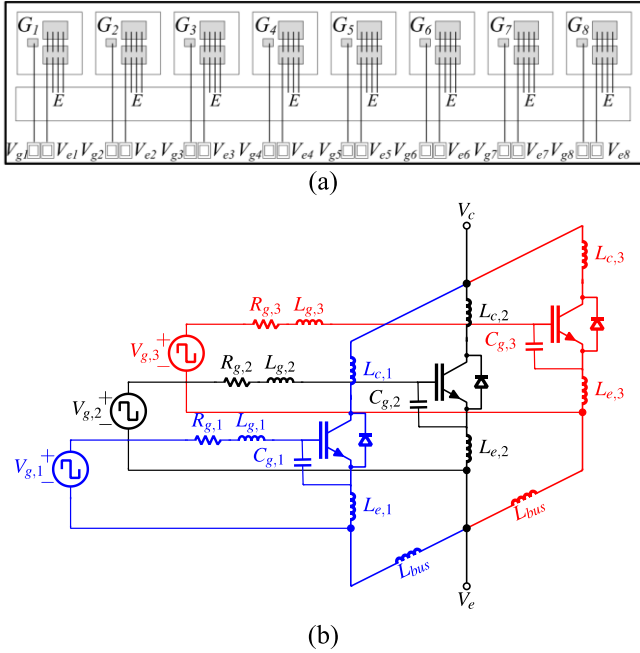 G1 G2 G3 G4 G5 G6 G7 G8
E E E E E E E E
Vg1 Ve1 Vg2 Ve2 Vg3 Ve3 Vg4 Ve4 Vg5 Ve5 Vg6 Ve6 Vg7 Ve7 Vg8 Ve8
(a)
Vc
Lc,3
Rg,3 Lg,3 Lc,2
Cg,3
Vg,3 + −
Rg,2 Lg,2 Lc,1
Le,3
Vg,2 + − Cg,2
Rg,1 Lg,1
Le,2
Vg,1 + − Cg,1
Le,1
Lbus
Lbus
Ve
(b)